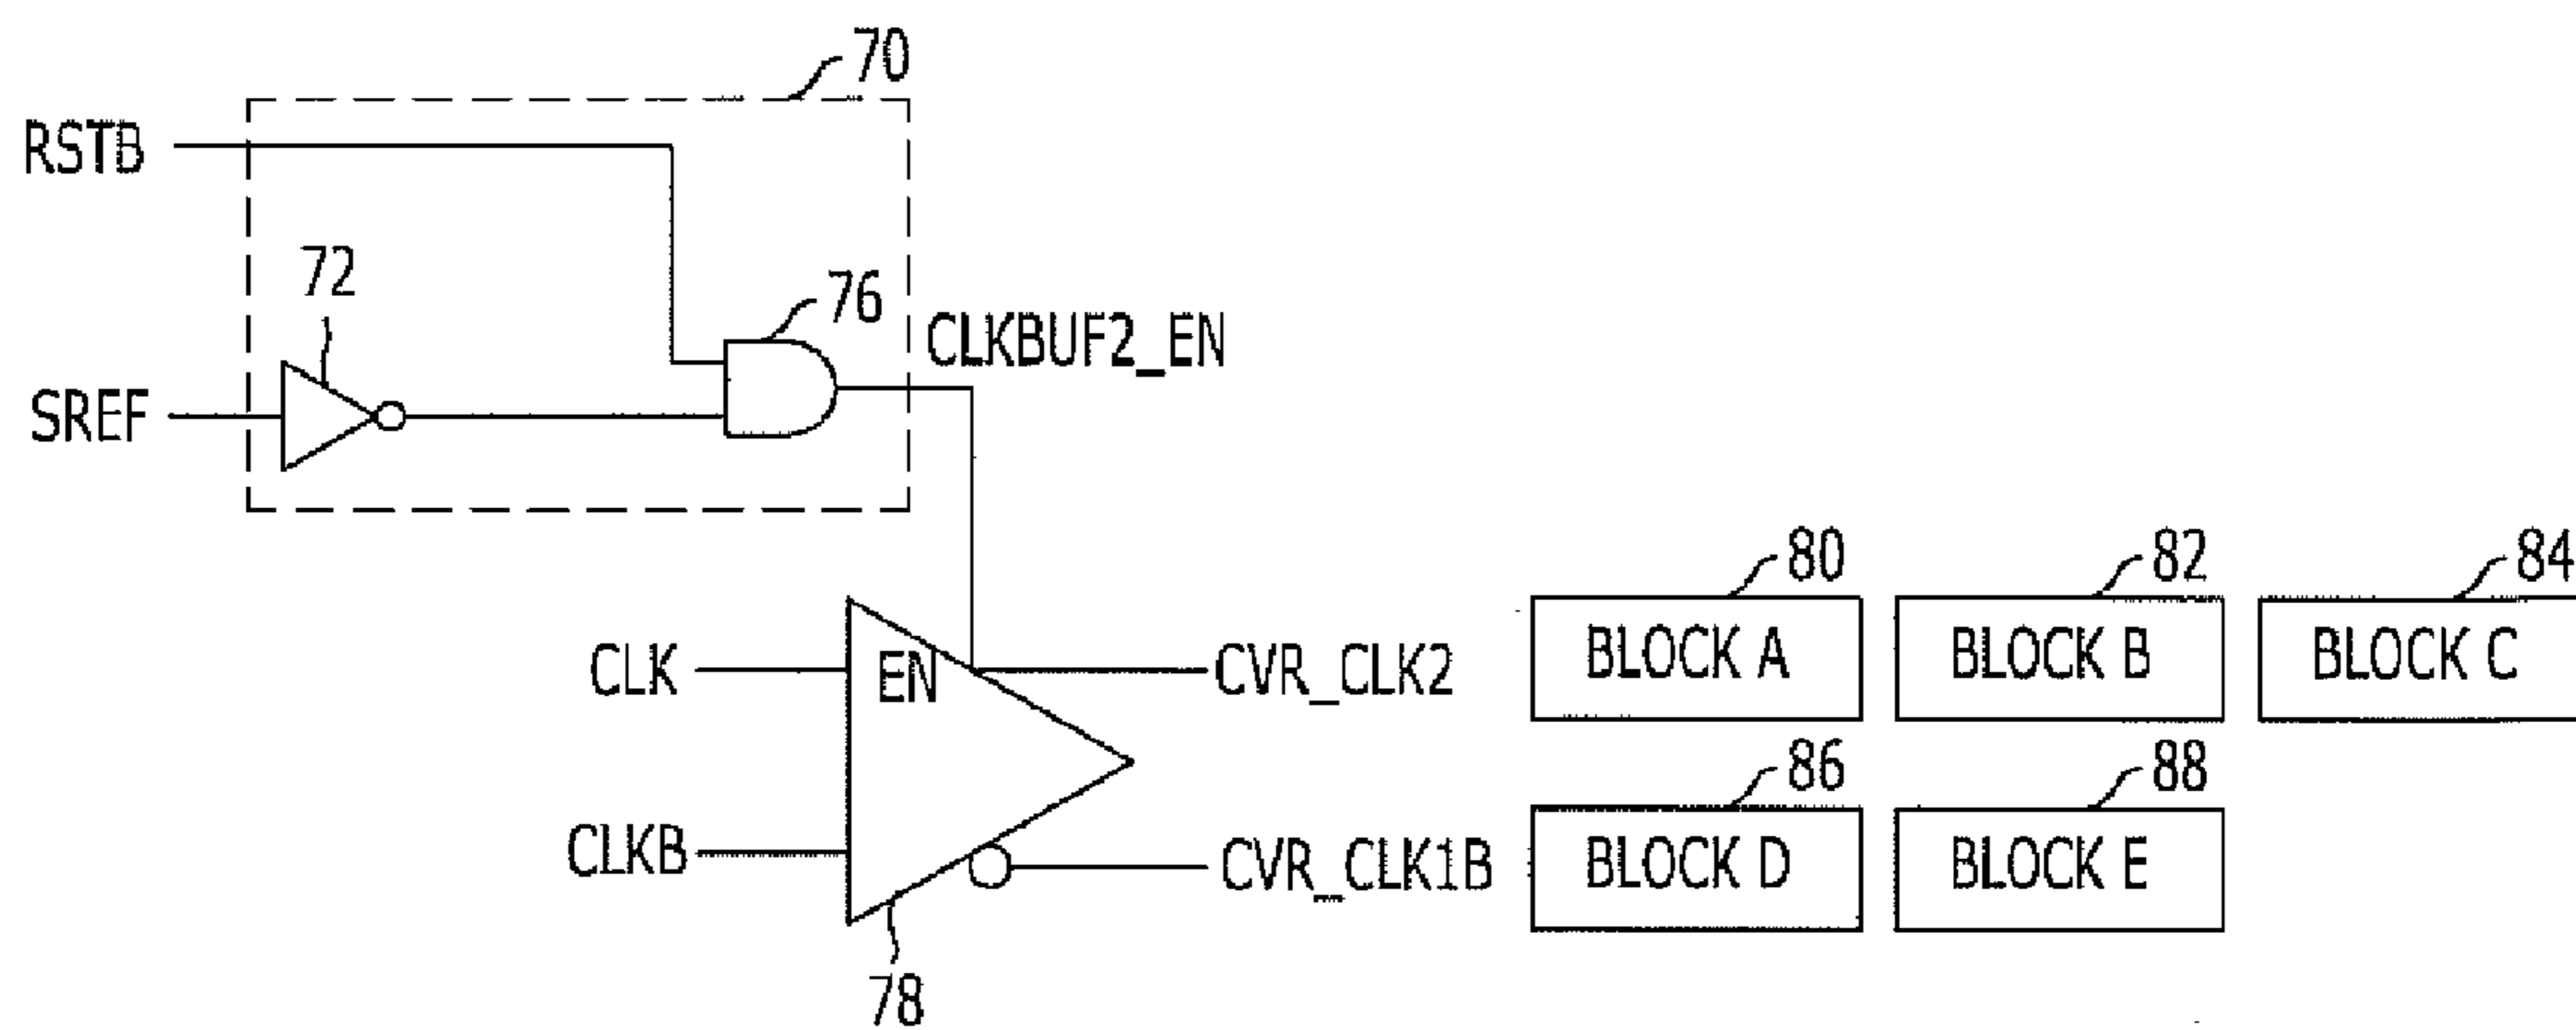 70
RSTB
72
76
CLKBUF2_EN
SREF
80
82
84
CLK
EN
CVR_CLK2
BLOCK A
BLOCK B
BLOCK C
86
88
CLKB
CVR_CLK1B
BLOCK D
BLOCK E
78